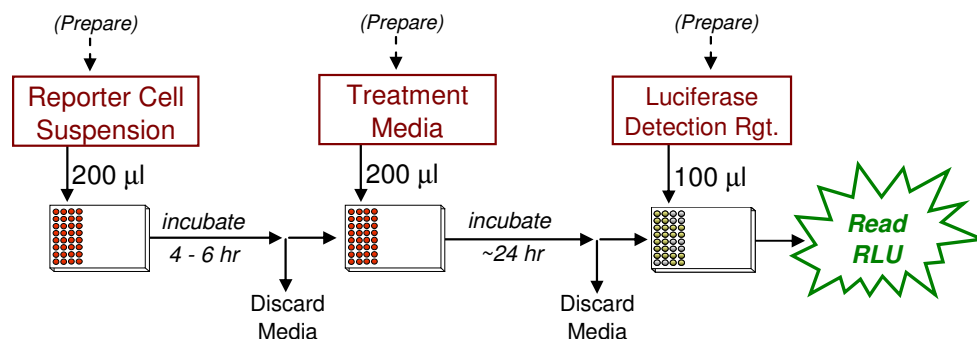 (Prepare)
(Prepare)
(Prepare)
Reporter Cell
Suspension
Treatment
Media
Luciferase
Detection Rgt.
200 µl
200 µl
100 µl
incubate
4 - 6 hr
incubate
~24 hr
Read
RLU
Discard
Media
Discard
Media